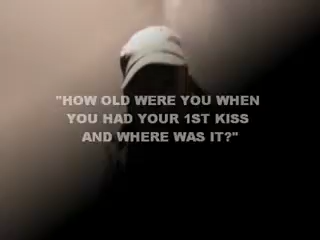 "HOW OLD WERE YOU WHEN
YOU HAD YOUR 1ST KISS
AND WHERE WAS IT?"